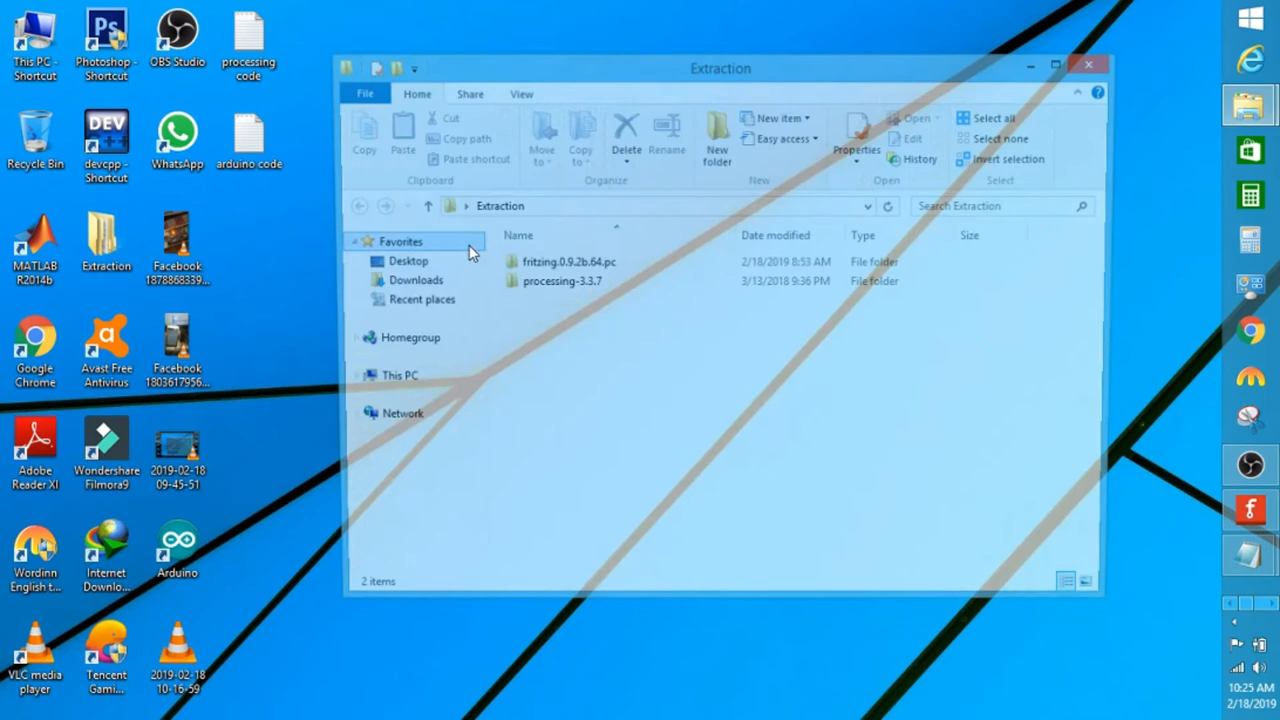 This PC -
Shortcut
Photoshop -
Shortcut
OBS Studio
processing
code
Recycle Bin
DEV
devcpp -
Shortcut
WhatsApp
arduino code
MATLAB
R2014b
Extraction
Facebook
1878868339...
Google
Chrome
Avast Free
Antivirus
Facebook
1803617956...
Adobe
Reader XI
Wondershare
Filmora9
2019-02-18
09-45-51
Wordinn
English t...
Internet
Downlo...
Arduino
VLC media
player
Tencent
Gami...
2019-02-18
10-16-59
Ps
Extraction
File
Home
Share
View
Copy
Paste
Cut
Copy path
Paste shortcut
Clipboard
Move
to
Copy
to
Delete
Rename
Organize
New
folder
New item
Easy access
New
Properties
Open
Edit
History
Open
Select all
Select none
Invert selection
Select
Extraction
Search Extraction
Favorites
Desktop
Downloads
Recent places
Homegroup
This PC
Network
Name Date modified Type Size
fritzing.0.9.2b.64.pc 2/18/2019 8:53 AM File folder
processing-3.3.7 3/13/2018 9:36 PM File folder
2 items
10:25 AM
2/18/2019